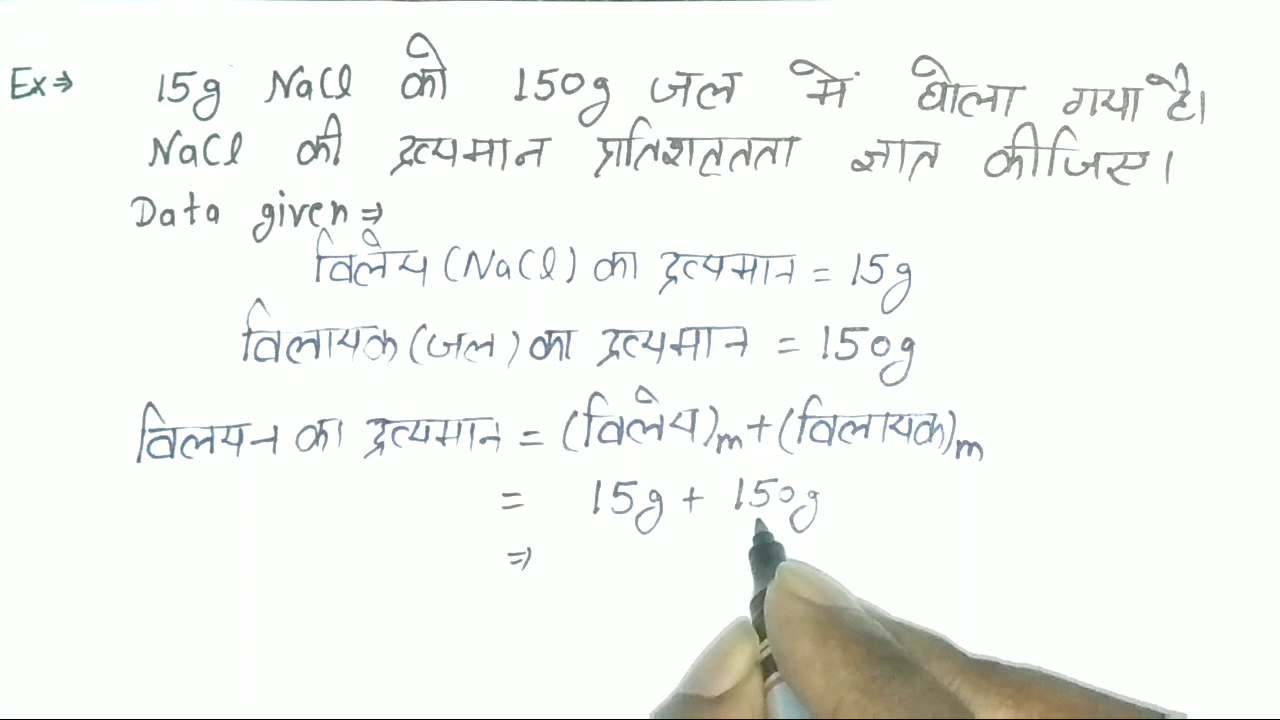 Ex⇒ 15g NaCl को 150g जल में घोला गया है।
NaCl की द्रव्यमान प्रतिशतता ज्ञात कीजिए।
Data given ⇒
विलेय (NaCl) का द्रव्यमान = 15g
विलायक (जल) का द्रव्यमान = 150g
विलयन का द्रव्यमान = (विलेय)m + (विलायक)m
= 15g + 150g
⇒